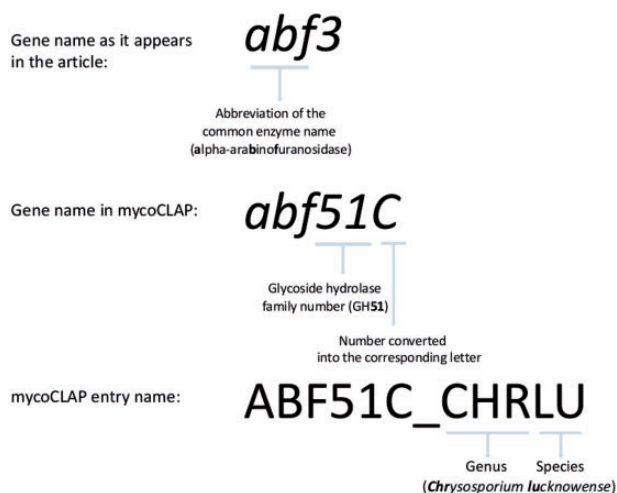 Gene name as it appears
in the article:
abf3
Abbreviation of the
common enzyme name
(alpha-arabinofuranosidase)
Gene name in mycoCLAP:
abf51C
Glycoside hydrolase
family number (GH51)
Number converted
into the corresponding letter
mycoCLAP entry name:
ABF51C_CHRLU
Genus Species
(Chrysosporium lucknowense)